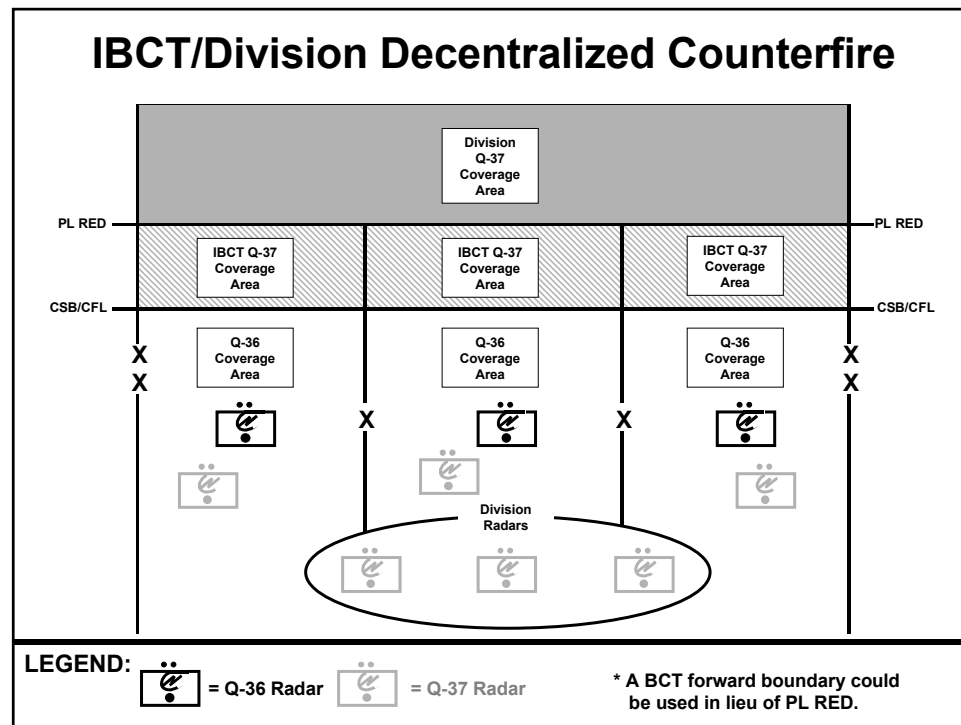 IBCT/Division Decentralized Counterfire
Division
Q-37
Coverage
Area
PL RED
PL RED
IBCT Q-37
Coverage
Area
IBCT Q-37
Coverage
Area
IBCT Q-37
Coverage
Area
CSB/CFL
CSB/CFL
Q-36
Coverage
Area
Q-36
Coverage
Area
Q-36
Coverage
Area
X
X
X
X
X
X
Division
Radars
LEGEND:
= Q-36 Radar
= Q-37 Radar
* A BCT forward boundary could
be used in lieu of PL RED.